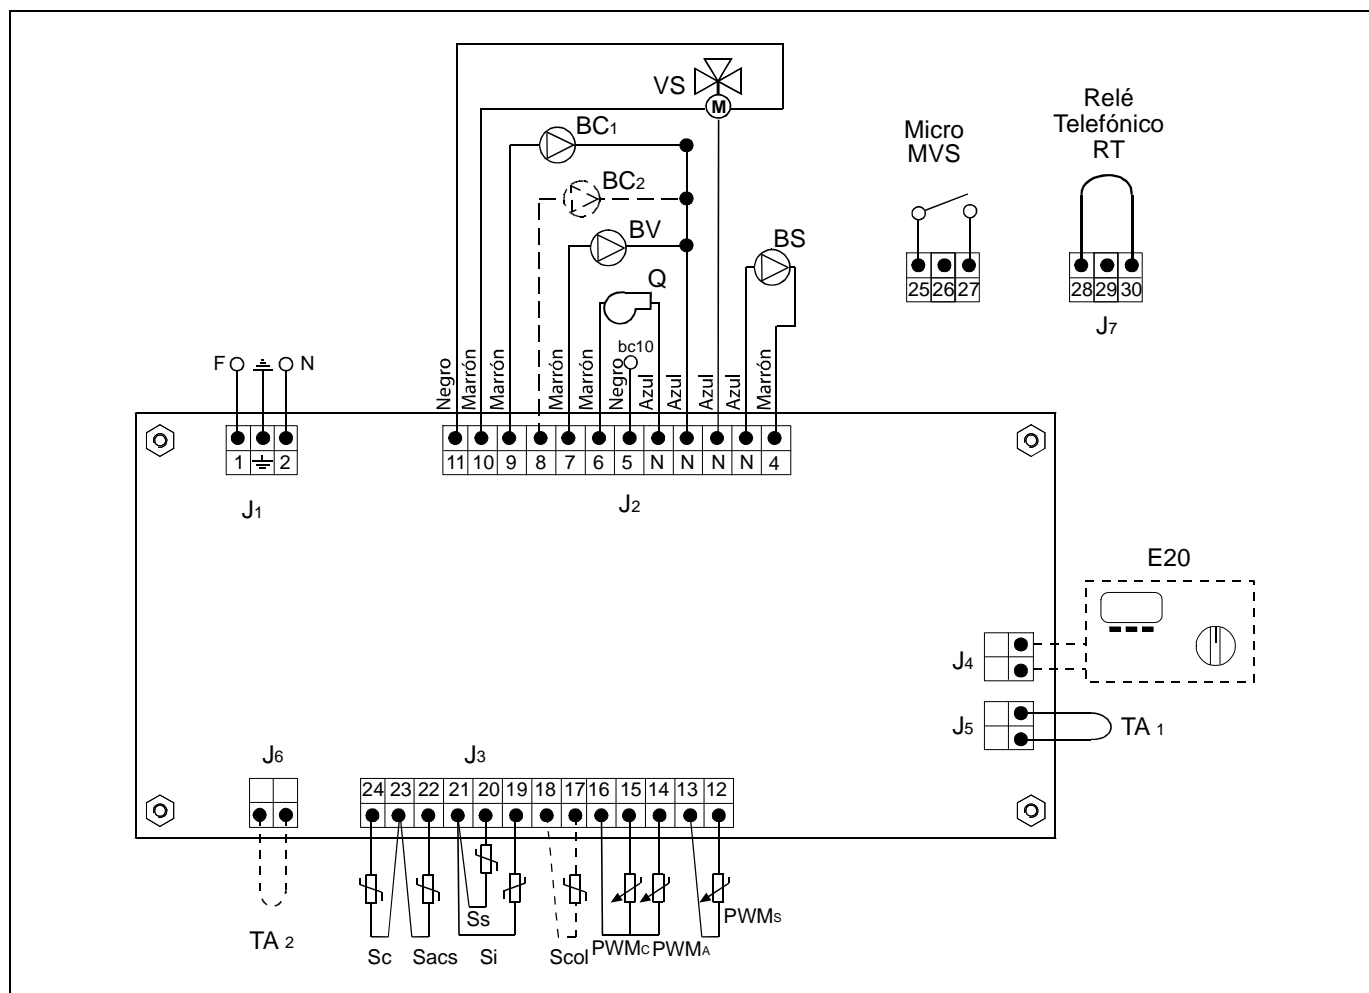 VS
M
Relé
Telefónico
RT
Micro
MVS
BC1
BC2
BV
BS
Q
bc10
25 26 27
28 29 30
J7
F
N
Negro
Marrón
Marrón
Marrón
Marrón
Negro
Azul
Azul
Azul
Azul
Marrón
1 2
11 10 9 8 7 6 5 N N N N 4
J1
J2
E20
J4
J5
TA 1
J6
J3
24 23 22 21 20 19 18 17 16 15 14 13 12
Ss
PWMS
TA 2
Sc
Sacs
Si
Scol
PWMC
PWMA